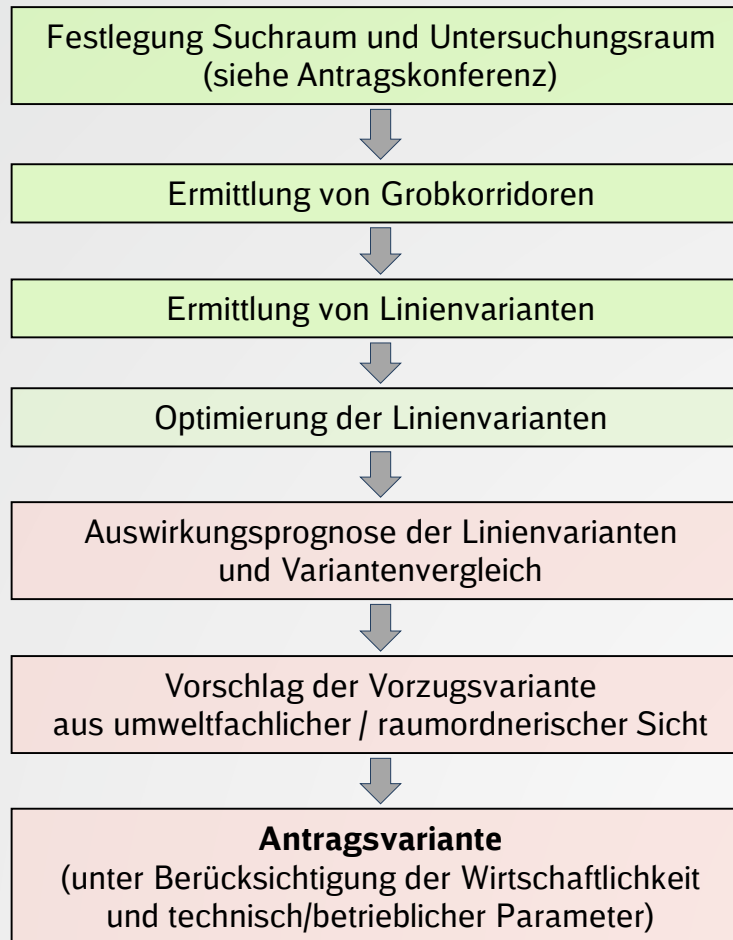 Festlegung Suchraum und Untersuchungsraum
(siehe Antragskonferenz)
Ermittlung von Grobkorridoren
Ermittlung von Linienvarianten
Optimierung der Linienvarianten
Auswirkungsprognose der Linienvarianten
und Variantenvergleich
Vorschlag der Vorzugsvariante
aus umweltfachlicher / raumordnerischer Sicht
Antragsvariante
(unter Berücksichtigung der Wirtschaftlichkeit
und technisch/betrieblicher Parameter)